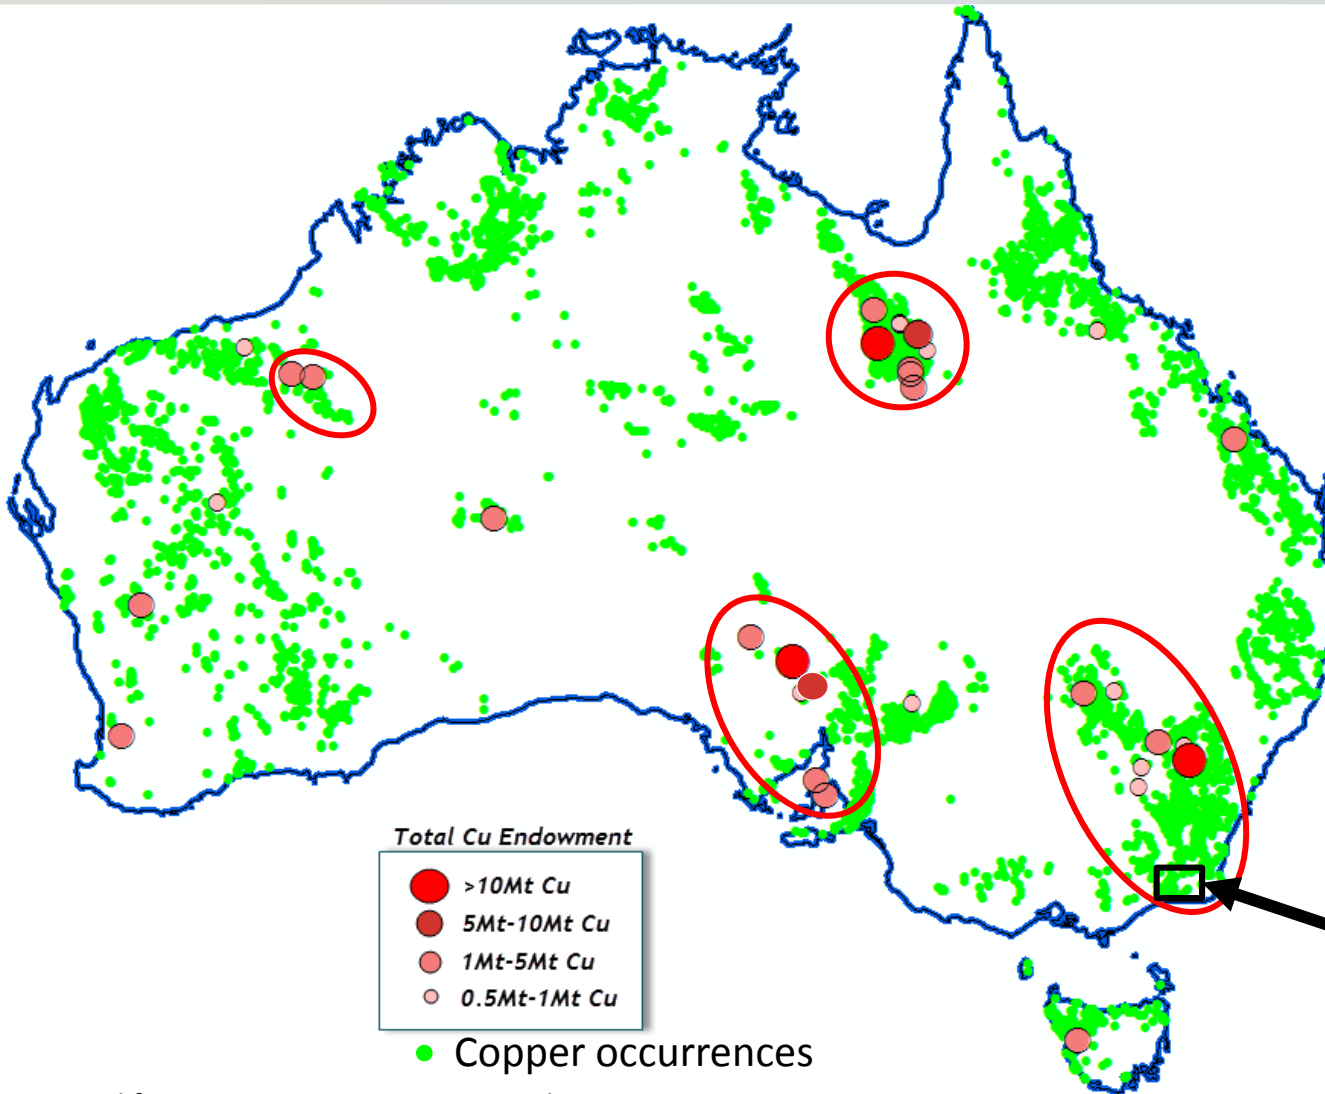 Total Cu Endowment
>10Mt Cu
5Mt-10Mt Cu
1Mt-5Mt Cu
0.5Mt-1Mt Cu
Copper occurrences